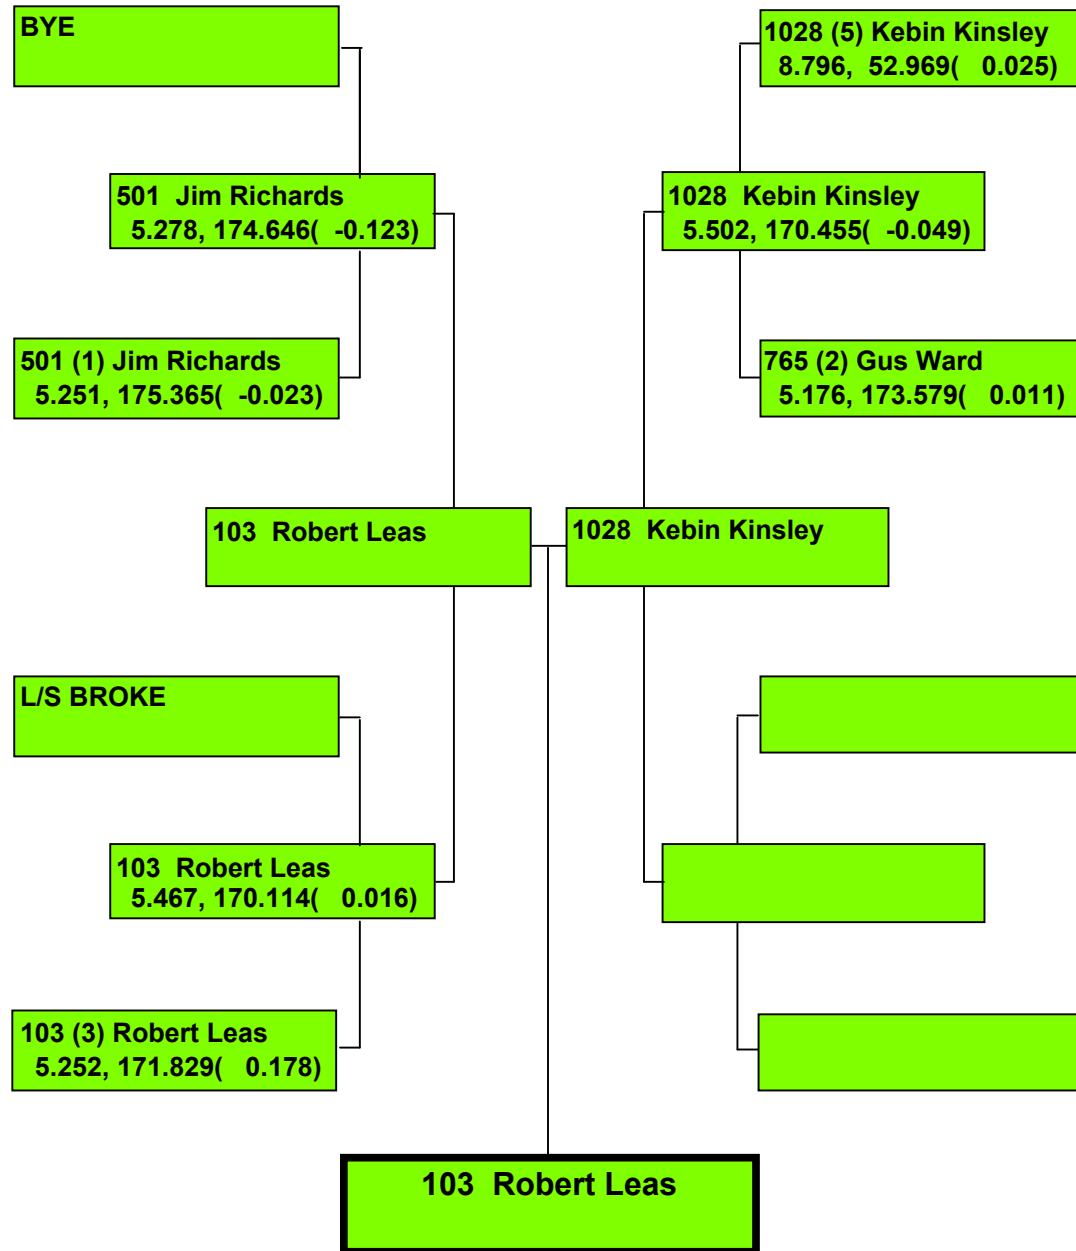 BYE
1028 (5) Kebin Kinsley
8.796, 52.969( 0.025)
501 Jim Richards
5.278, 174.646( -0.123)
1028 Kebin Kinsley
5.502, 170.455( -0.049)
501 (1) Jim Richards
5.251, 175.365( -0.023)
765 (2) Gus Ward
5.176, 173.579( 0.011)
103 Robert Leas
1028 Kebin Kinsley
L/S BROKE
103 Robert Leas
5.467, 170.114( 0.016)
103 (3) Robert Leas
5.252, 171.829( 0.178)
103 Robert Leas